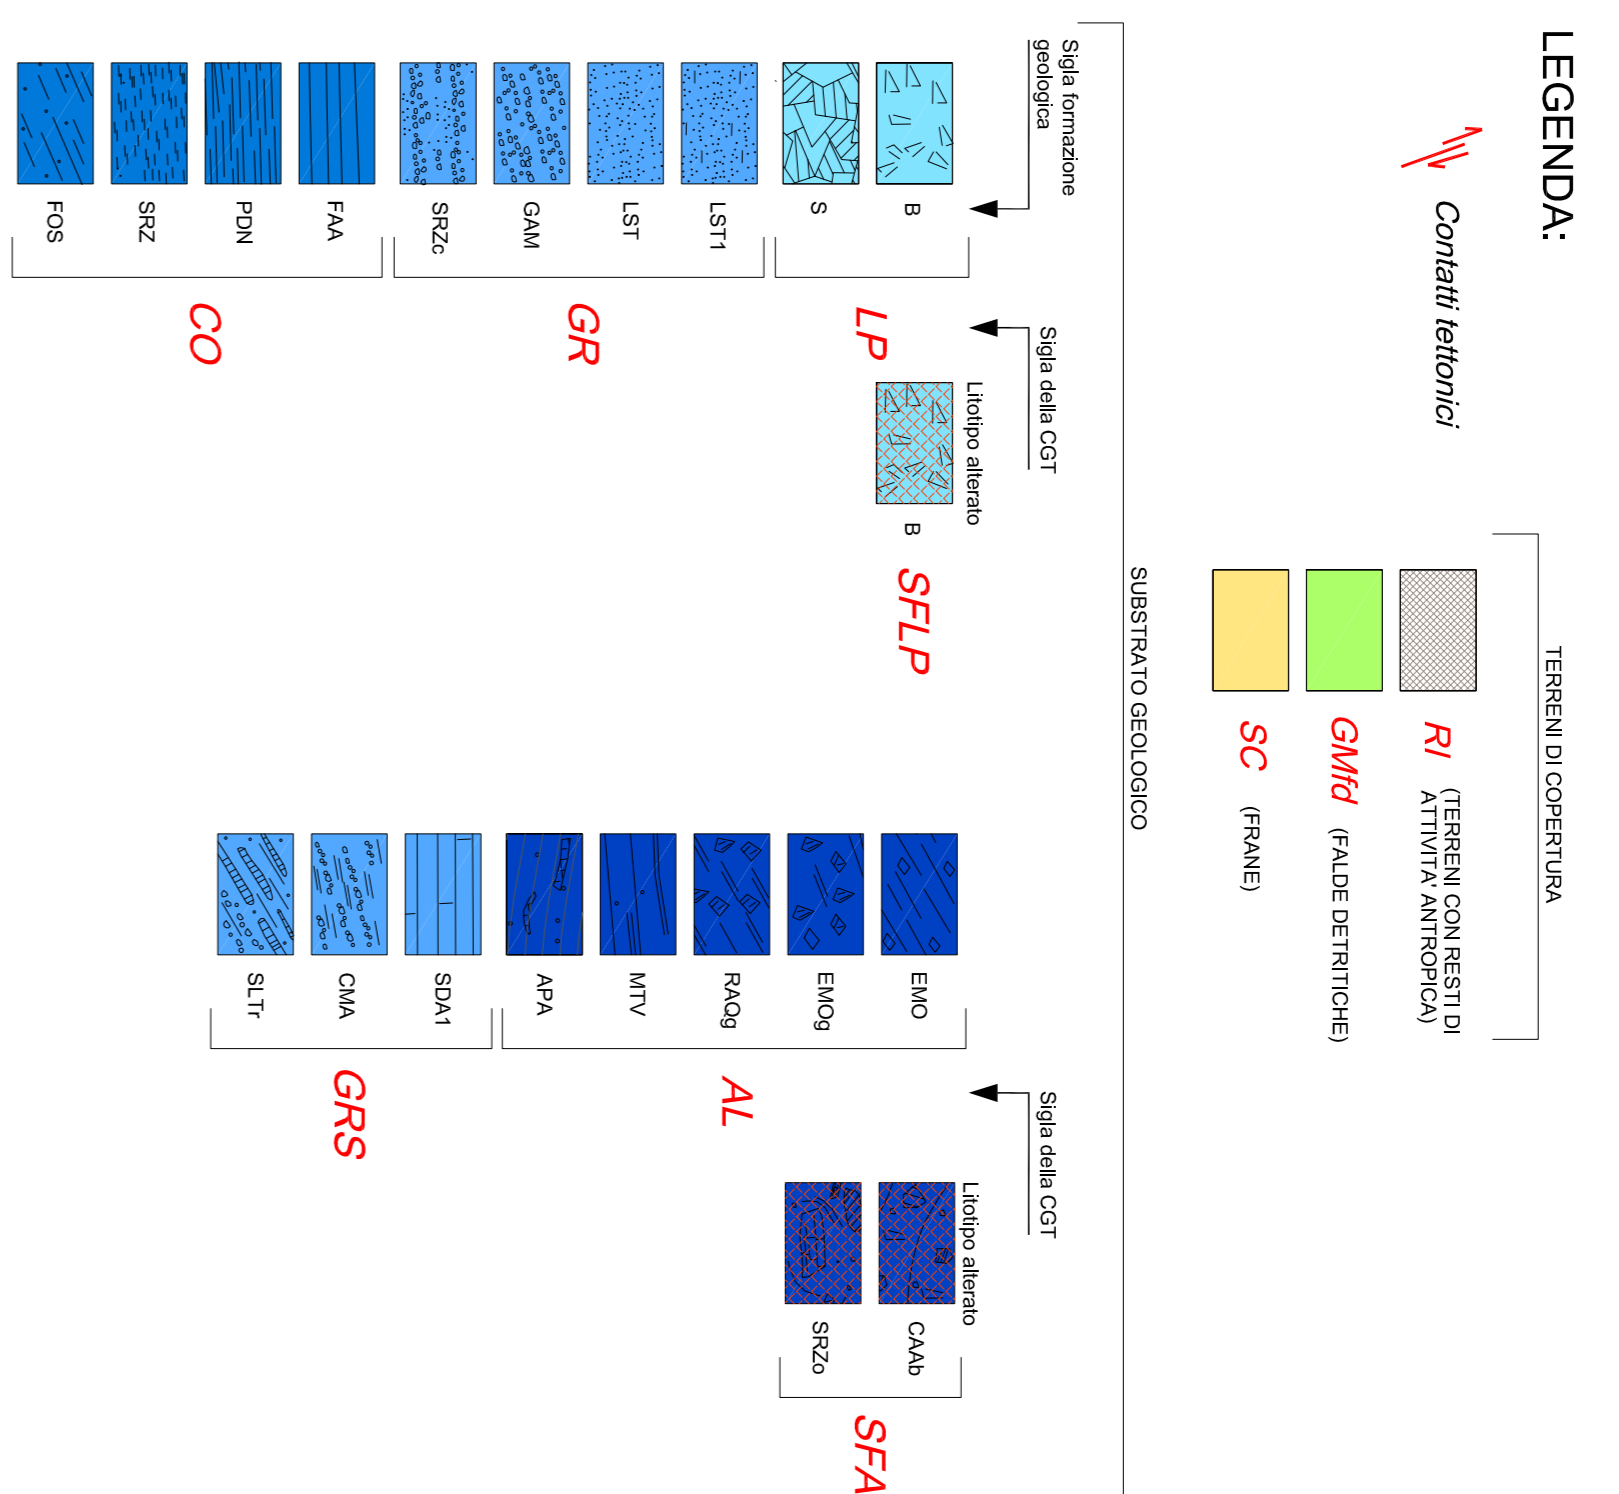 LEGENDA:
Contatti tettonici
TERRENI DI COPERTURA
RI
(TERRENI CON RESTI DI
ATTIVITA' ANTROPICA)
GMfd
(FALDE DETRITICHE)
SC
(FRANE)
SUBSTRATO GEOLOGICO
Sigla formazione
geologica
Sigla della CGT
B
S
LP
LST1
LST
GAM
SRZc
GR
FAA
PDN
SRZ
FOS
CO
Litotipo alterato
B
SFLP
Sigla della CGT
EMO
EMOg
RAQg
MTV
APA
AL
SDA1
CMA
SLTr
GRS
Litotipo alterato
CAAb
SRZo
SFA